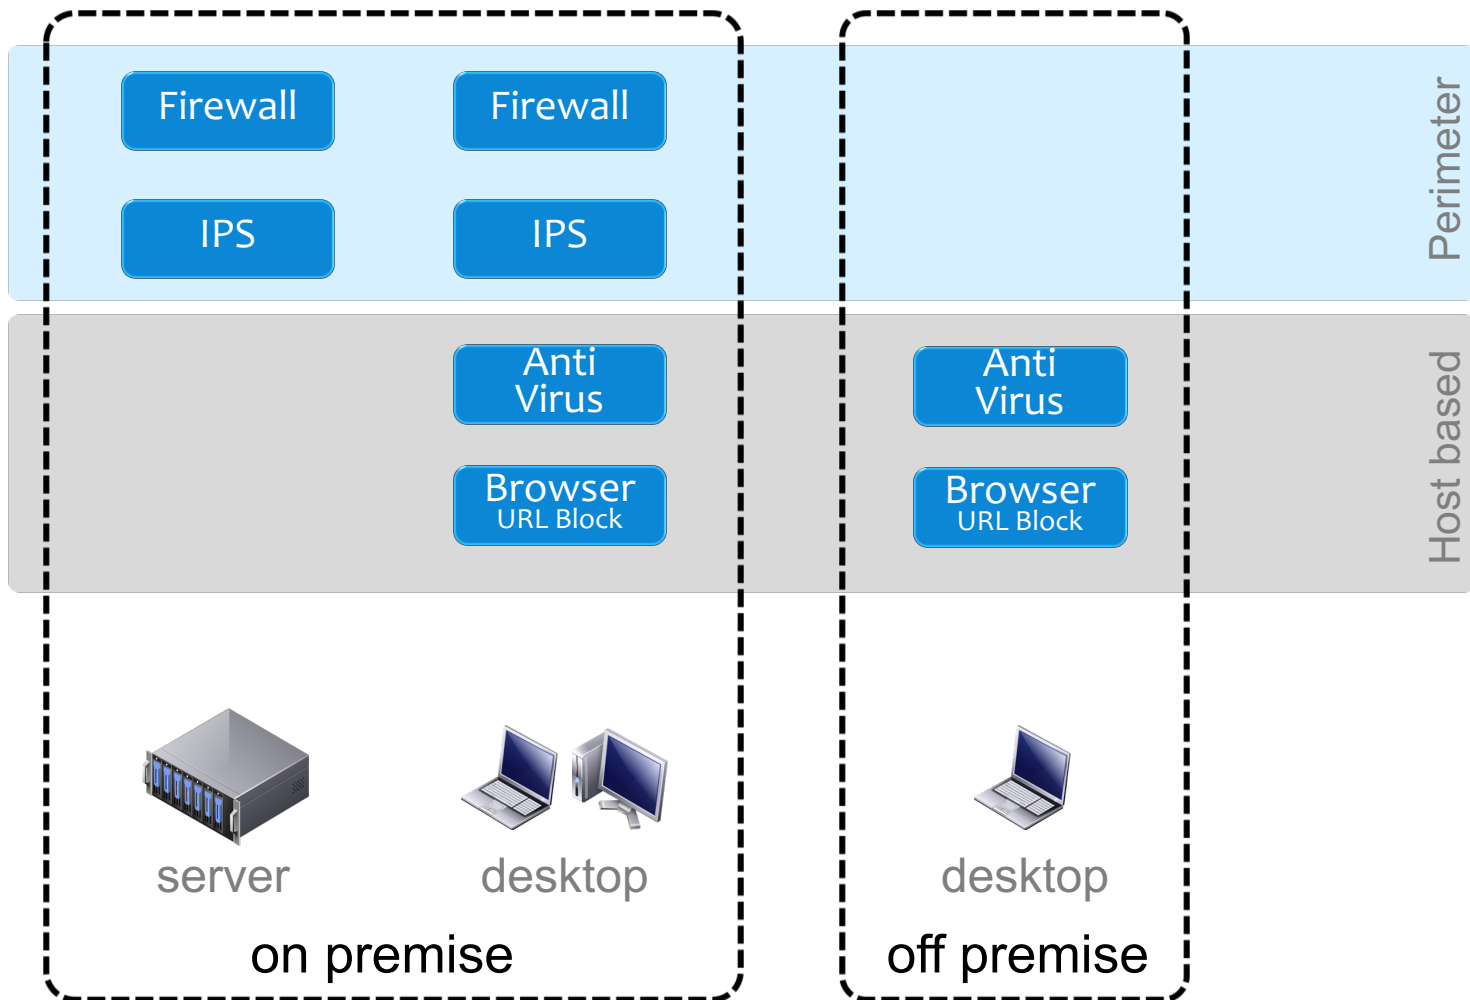 Firewall
Firewall
Perimeter
IPS
IPS
Anti
Virus
Anti
Virus
Host based
Browser
URL Block
Browser
URL Block
server
desktop
desktop
on premise
off premise